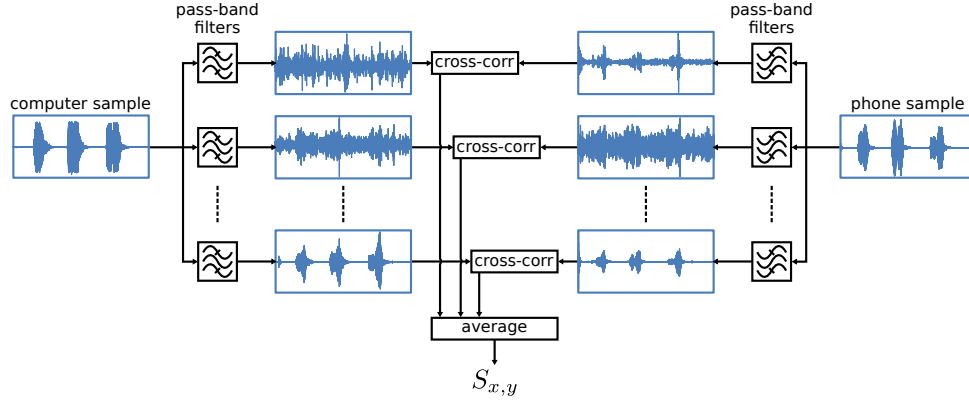 pass-band
filters
pass-band
filters
cross-corr
computer sample
phone sample
cross-corr
cross-corr
average
S_{x,y}